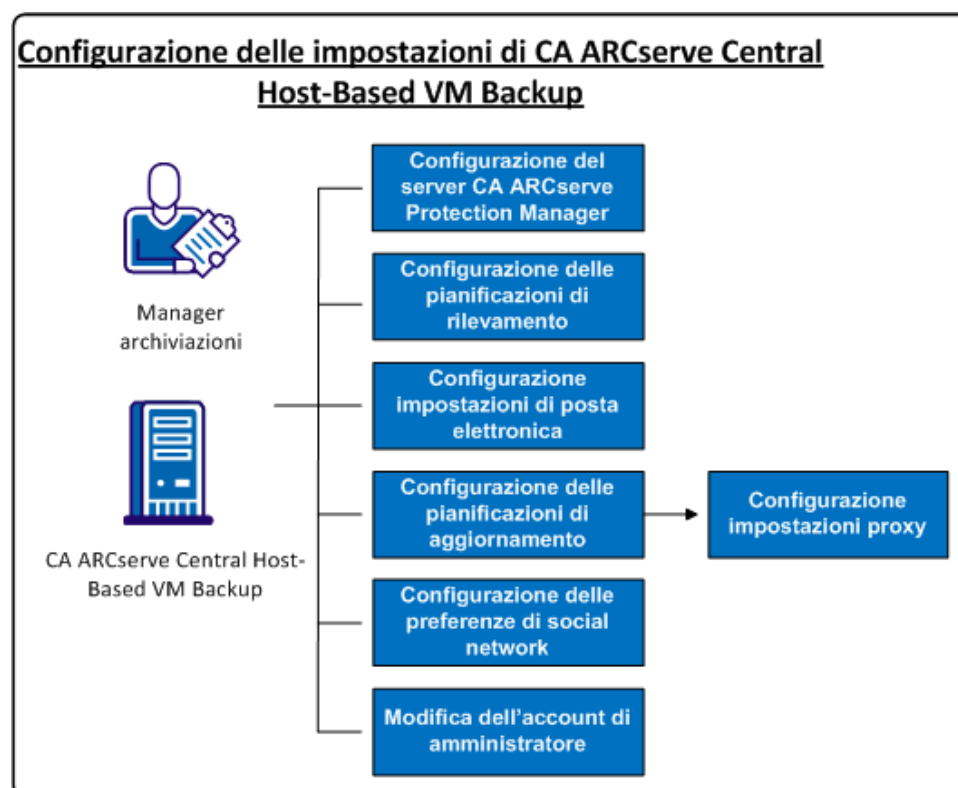 Configurazione delle impostazioni di CA ARCserve Central
Host-Based VM Backup
Manager
archiviazioni
CA ARCserve Central Host-
Based VM Backup
Configurazione del
server CA ARCserve
Protection Manager
Configurazione delle
pianificazioni di
rilevamento
Configurazione
impostazioni di posta
elettronica
Configurazione delle
pianificazioni di
aggiornamento
Configurazione
impostazioni proxy
Configurazione delle
preferenze di social
network
Modifica dell'account di
amministratore